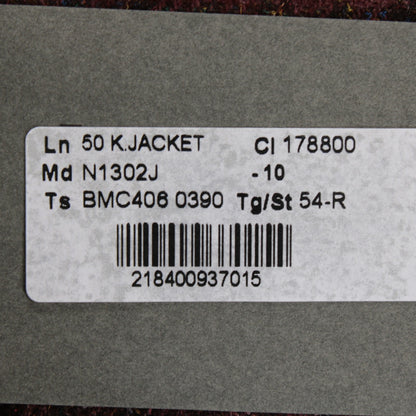 Ln 50 K.JACKET Cl 178800
Md N1302J - 10
Ts BMC406 0390 Tg/St 54-R
218400937015